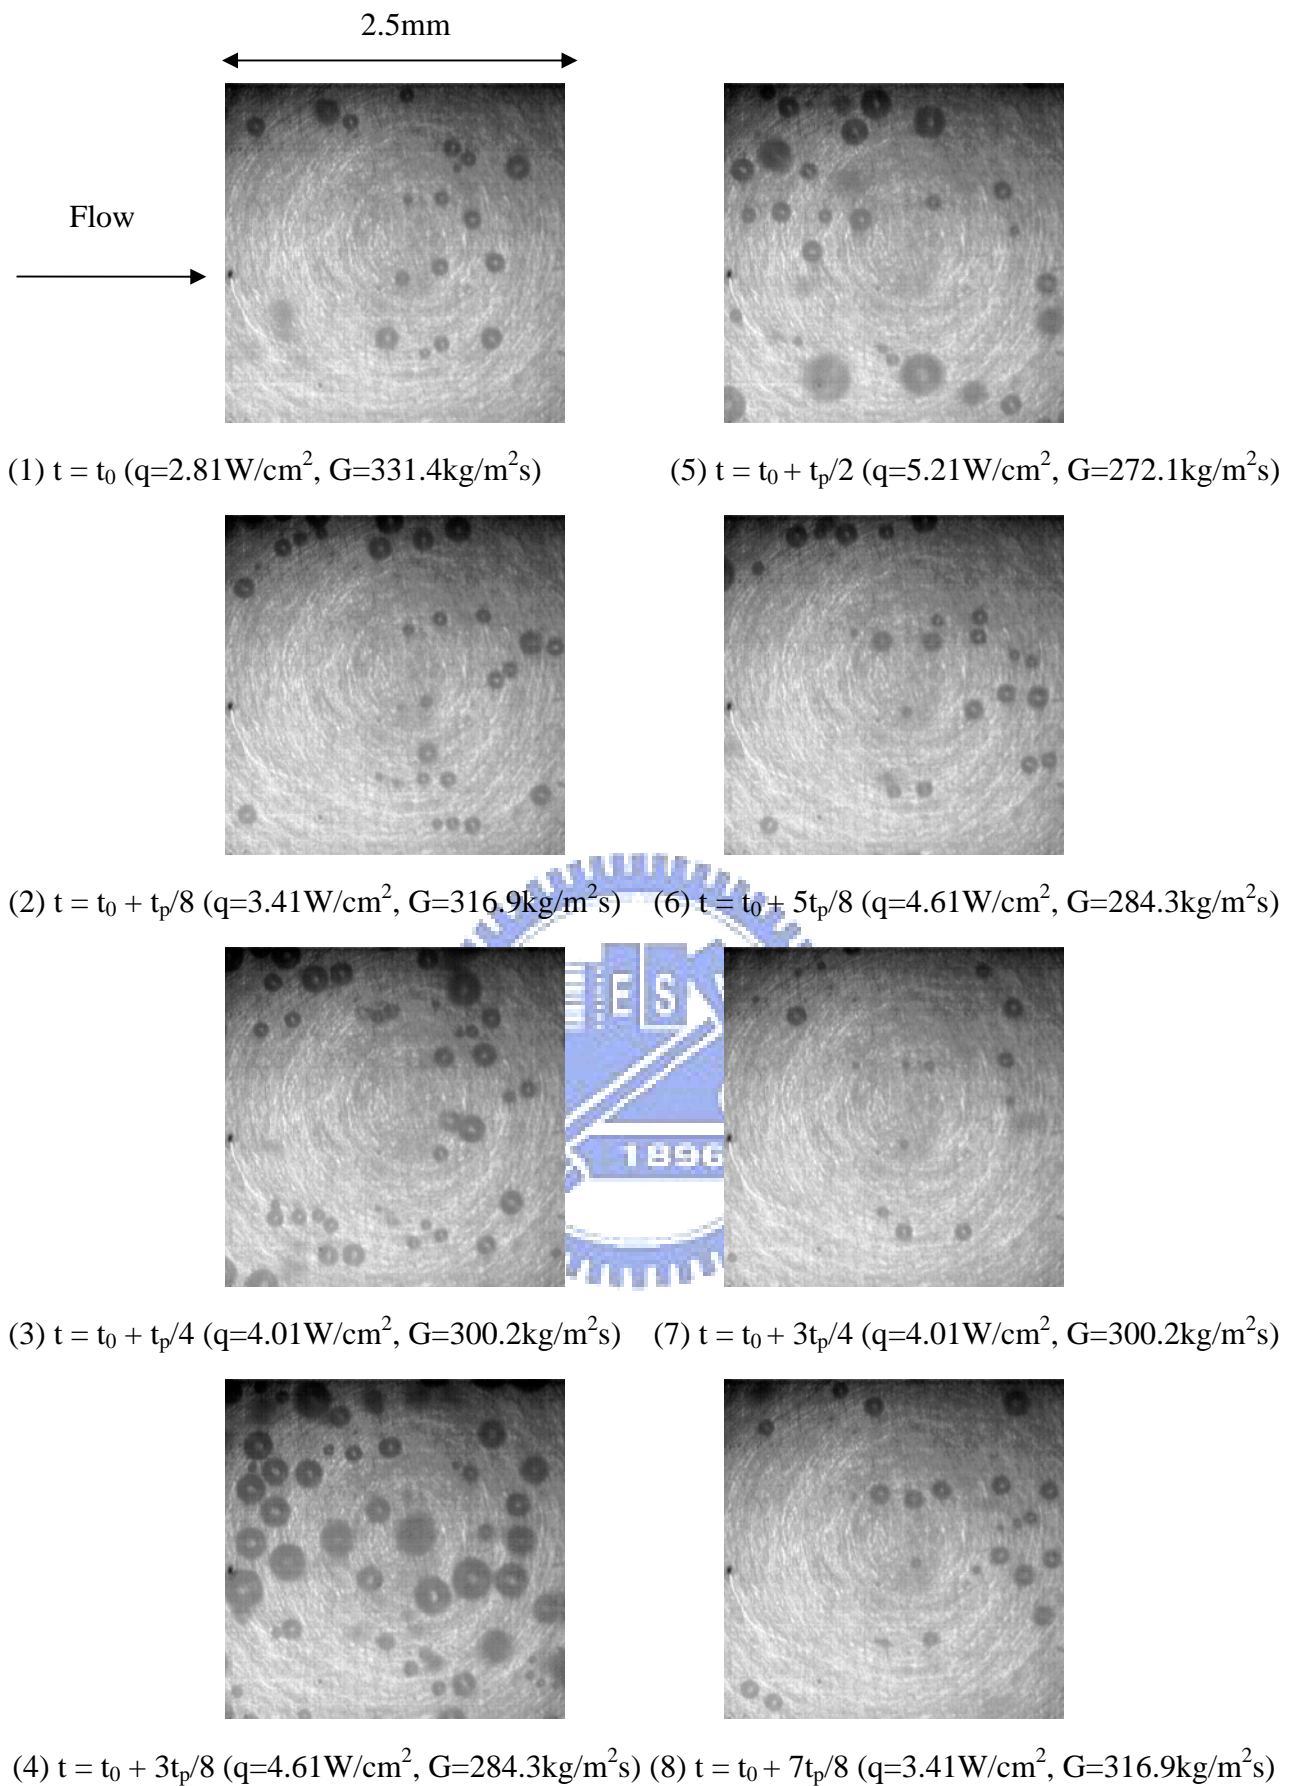 2.5mm
Flow
(1) t = t₀ (q=2.81W/cm², G=331.4kg/m²s)
(5) t = t₀ + tₚ/2 (q=5.21W/cm², G=272.1kg/m²s)
(2) t = t₀ + tₚ/8 (q=3.41W/cm², G=316.9kg/m²s)
(6) t = t₀ + 5tₚ/8 (q=4.61W/cm², G=284.3kg/m²s)
ES
1896
(3) t = t₀ + tₚ/4 (q=4.01W/cm², G=300.2kg/m²s)
(7) t = t₀ + 3tₚ/4 (q=4.01W/cm², G=300.2kg/m²s)
(4) t = t₀ + 3tₚ/8 (q=4.61W/cm², G=284.3kg/m²s)
(8) t = t₀ + 7tₚ/8 (q=3.41W/cm², G=316.9kg/m²s)